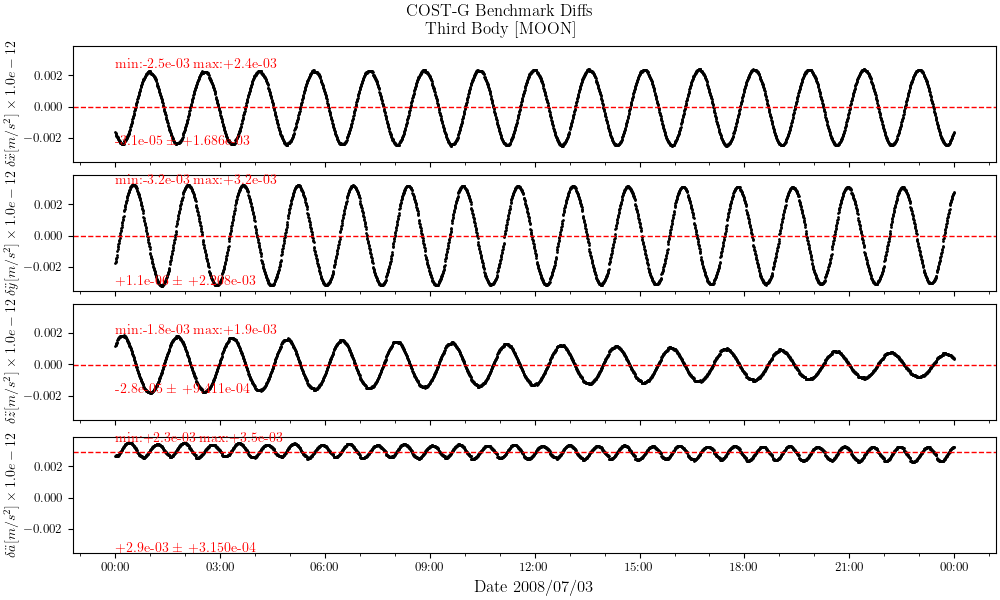 COST-G Benchmark Diffs
Third Body [MOON]
δẍ[m/s²] × 1.0e − 12
0.002
0.000
−0.002
min:-2.5e-03 max:+2.4e-03
± +1.686e-03
δÿ[m/s²] × 1.0e − 12
0.002
0.000
−0.002
min:-3.2e-03 max:+3.2e-03
δz̈[m/s²] × 1.0e − 12
0.002
0.000
−0.002
min:-1.8e-03 max:+1.9e-03
δä[m/s²] × 1.0e − 12
0.002
0.000
−0.002
min:+2.3e-03 max:+3.5e-03
+2.9e-03 ± +3.150e-04
00:00 03:00 06:00 09:00 12:00 15:00 18:00 21:00 00:00
Date 2008/07/03